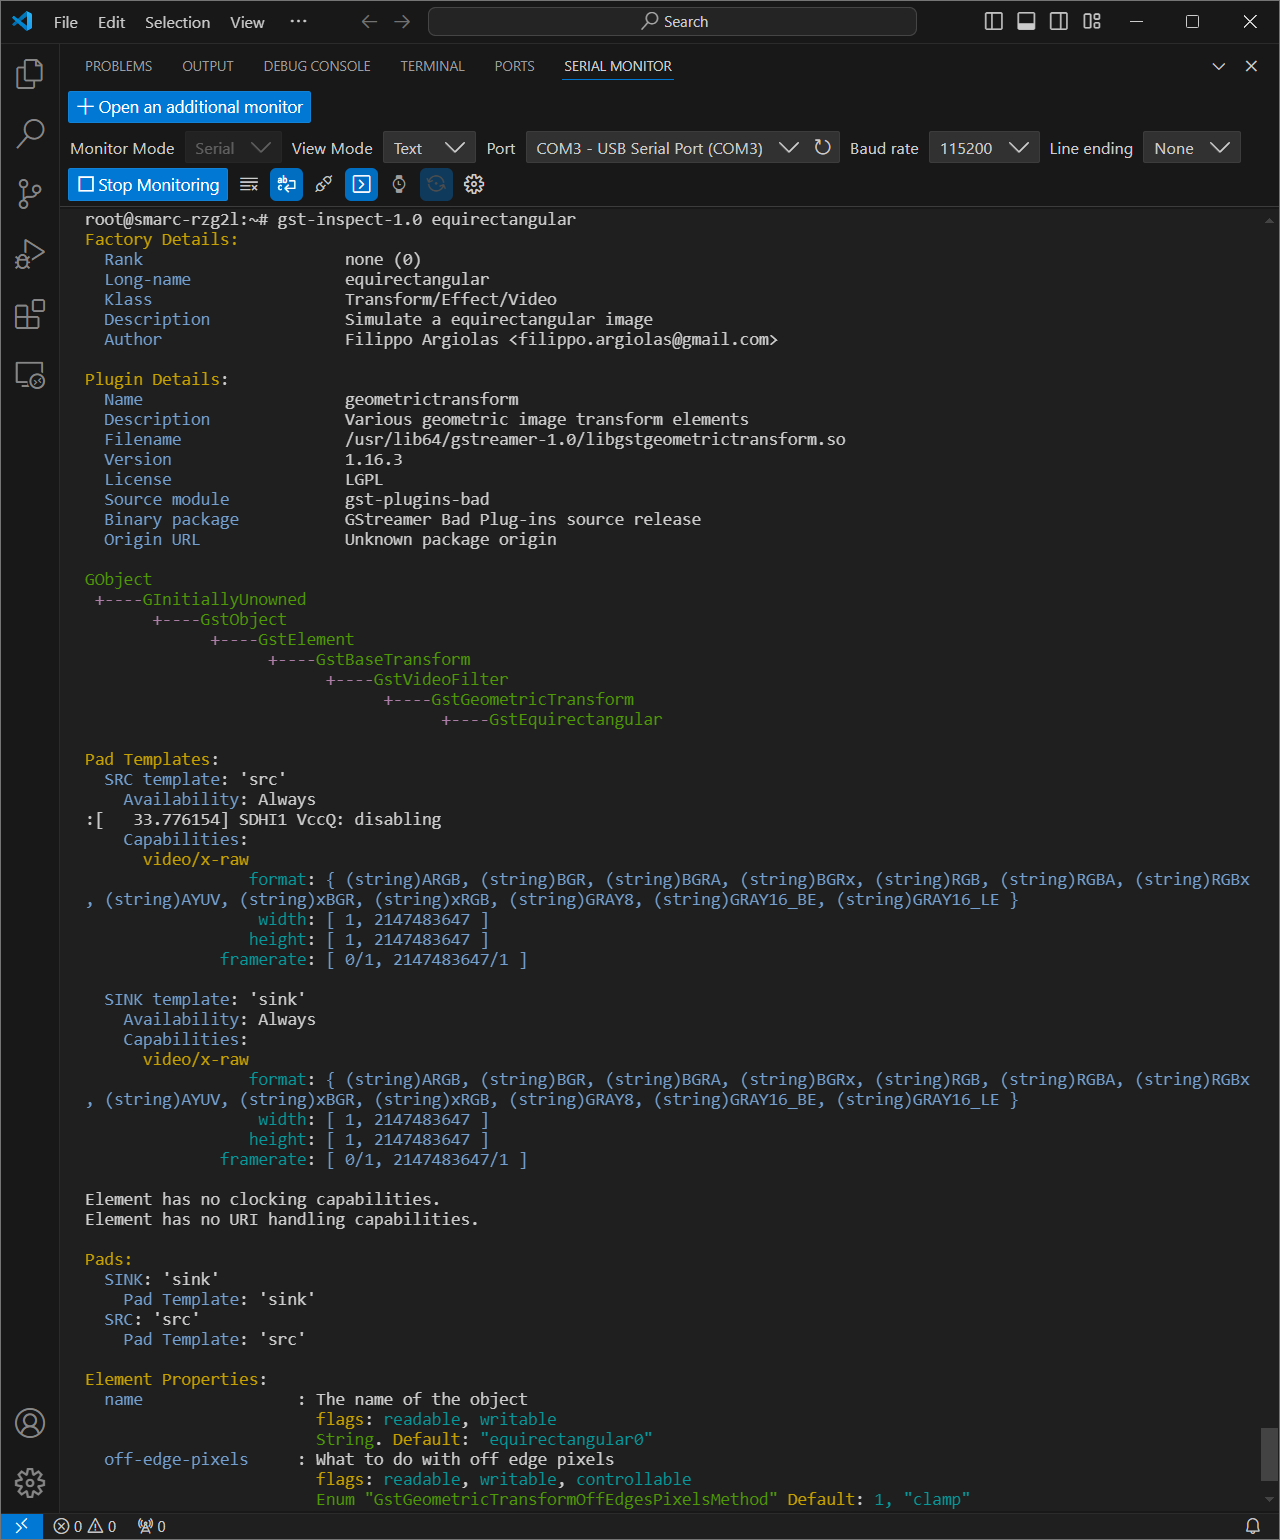 File Edit Selection View ··· Search
PROBLEMS OUTPUT DEBUG CONSOLE TERMINAL PORTS SERIAL MONITOR
Open an additional monitor
Monitor Mode Serial View Mode Text Port COM3 - USB Serial Port (COM3) Baud rate 115200 Line ending None
Stop Monitoring
root@smarc-rzg2l:~# gst-inspect-1.0 equirectangular
Factory Details:
  Rank                     none (0)
  Long-name                equirectangular
  Klass                    Transform/Effect/Video
  Description              Simulate a equirectangular image
  Author                   Filippo Argiolas <filippo.argiolas@gmail.com>
Plugin Details:
  Name                     geometrictransform
  Description              Various geometric image transform elements
  Filename                 /usr/lib64/gstreamer-1.0/libgstgeometrictransform.so
  Version                  1.16.3
  License                  LGPL
  Source module            gst-plugins-bad
  Binary package           GStreamer Bad Plug-ins source release
  Origin URL               Unknown package origin
GObject
 +----GInitiallyUnowned
       +----GstObject
             +----GstElement
                   +----GstBaseTransform
                         +----GstVideoFilter
                               +----GstGeometricTransform
                                     +----GstEquirectangular
Pad Templates:
  SRC template: 'src'
    Availability: Always
:[   33.776154] SDHI1 VccQ: disabling
    Capabilities:
      video/x-raw
                 format: { (string)ARGB, (string)BGR, (string)BGRA, (string)BGRx, (string)RGB, (string)RGBA, (string)RGBx
, (string)AYUV, (string)xBGR, (string)xRGB, (string)GRAY8, (string)GRAY16_BE, (string)GRAY16_LE }
                  width: [ 1, 2147483647 ]
                 height: [ 1, 2147483647 ]
              framerate: [ 0/1, 2147483647/1 ]
  SINK template: 'sink'
    Availability: Always
    Capabilities:
      video/x-raw
                 format: { (string)ARGB, (string)BGR, (string)BGRA, (string)BGRx, (string)RGB, (string)RGBA, (string)RGBx
, (string)AYUV, (string)xBGR, (string)xRGB, (string)GRAY8, (string)GRAY16_BE, (string)GRAY16_LE }
                  width: [ 1, 2147483647 ]
                 height: [ 1, 2147483647 ]
              framerate: [ 0/1, 2147483647/1 ]
Element has no clocking capabilities.
Element has no URI handling capabilities.
Pads:
  SINK: 'sink'
    Pad Template: 'sink'
  SRC: 'src'
    Pad Template: 'src'
Element Properties:
  name                : The name of the object
                        flags: readable, writable
                        String. Default: "equirectangular0"
  off-edge-pixels     : What to do with off edge pixels
                        flags: readable, writable, controllable
                        Enum "GstGeometricTransformOffEdgesPixelsMethod" Default: 1, "clamp"
0 0 0